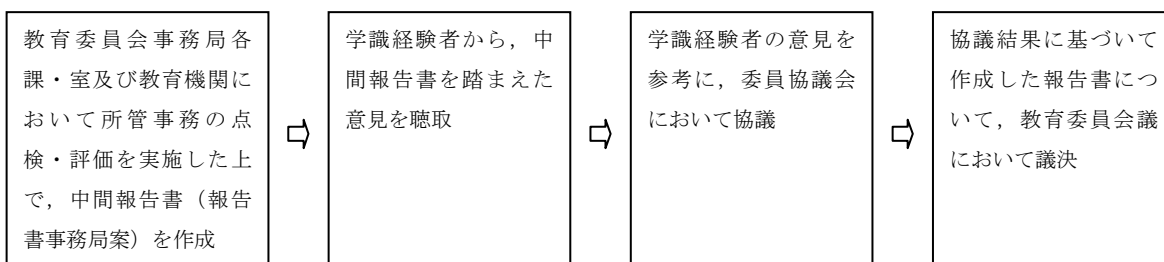 教育委員会事務局各
課・室及び教育機関に
おいて所管事務の点
検・評価を実施した上
で，中間報告書（報告
書事務局案）を作成
⇨
学識経験者から，中
間報告書を踏まえた
意見を聴取
⇨
学識経験者の意見を
参考に，委員協議会
において協議
⇨
協議結果に基づいて
作成した報告書につ
いて，教育委員会議
において議決